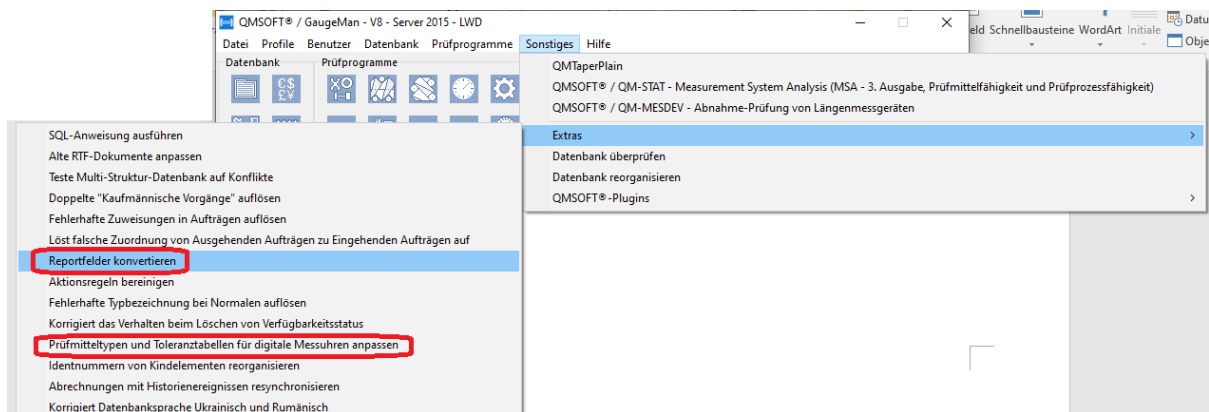 QMSOFT® / GaugeMan - V8 - Server 2015 - LWD
eld Schnellbausteine WordArt Initiale
Datu
Obje
Datei Profile Benutzer Datenbank Prüfprogramme Sonstiges Hilfe
Datenbank Prüfprogramme
QMTaperPlain
QMSOFT® / QM-STAT - Measurement System Analysis (MSA - 3. Ausgabe, Prüfmittelfähigkeit und Prüfprozessfähigkeit)
QMSOFT® / QM-MESDEV - Abnahme-Prüfung von Längenmessgeräten
Extras
Datenbank überprüfen
Datenbank reorganisieren
QMSOFT®-Plugins
SQL-Anweisung ausführen
Alte RTF-Dokumente anpassen
Teste Multi-Struktur-Datenbank auf Konflikte
Doppelte "Kaufmännische Vorgänge" auflösen
Fehlerhafte Zuweisungen in Aufträgen auflösen
Löst falsche Zuordnung von Ausgehenden Aufträgen zu Eingehenden Aufträgen auf
Reportfelder konvertieren
Aktionsregeln bereinigen
Fehlerhafte Typbezeichnung bei Normalen auflösen
Korrigiert das Verhalten beim Löschen von Verfügbarkeitsstatus
Prüfmitteltypen und Toleranztabellen für digitale Messuhren anpassen
Identnummern von Kindelementen reorganisieren
Abrechnungen mit Historienereignissen resynchronisieren
Korrigiert Datenbanksprache Ukrainisch und Rumänisch